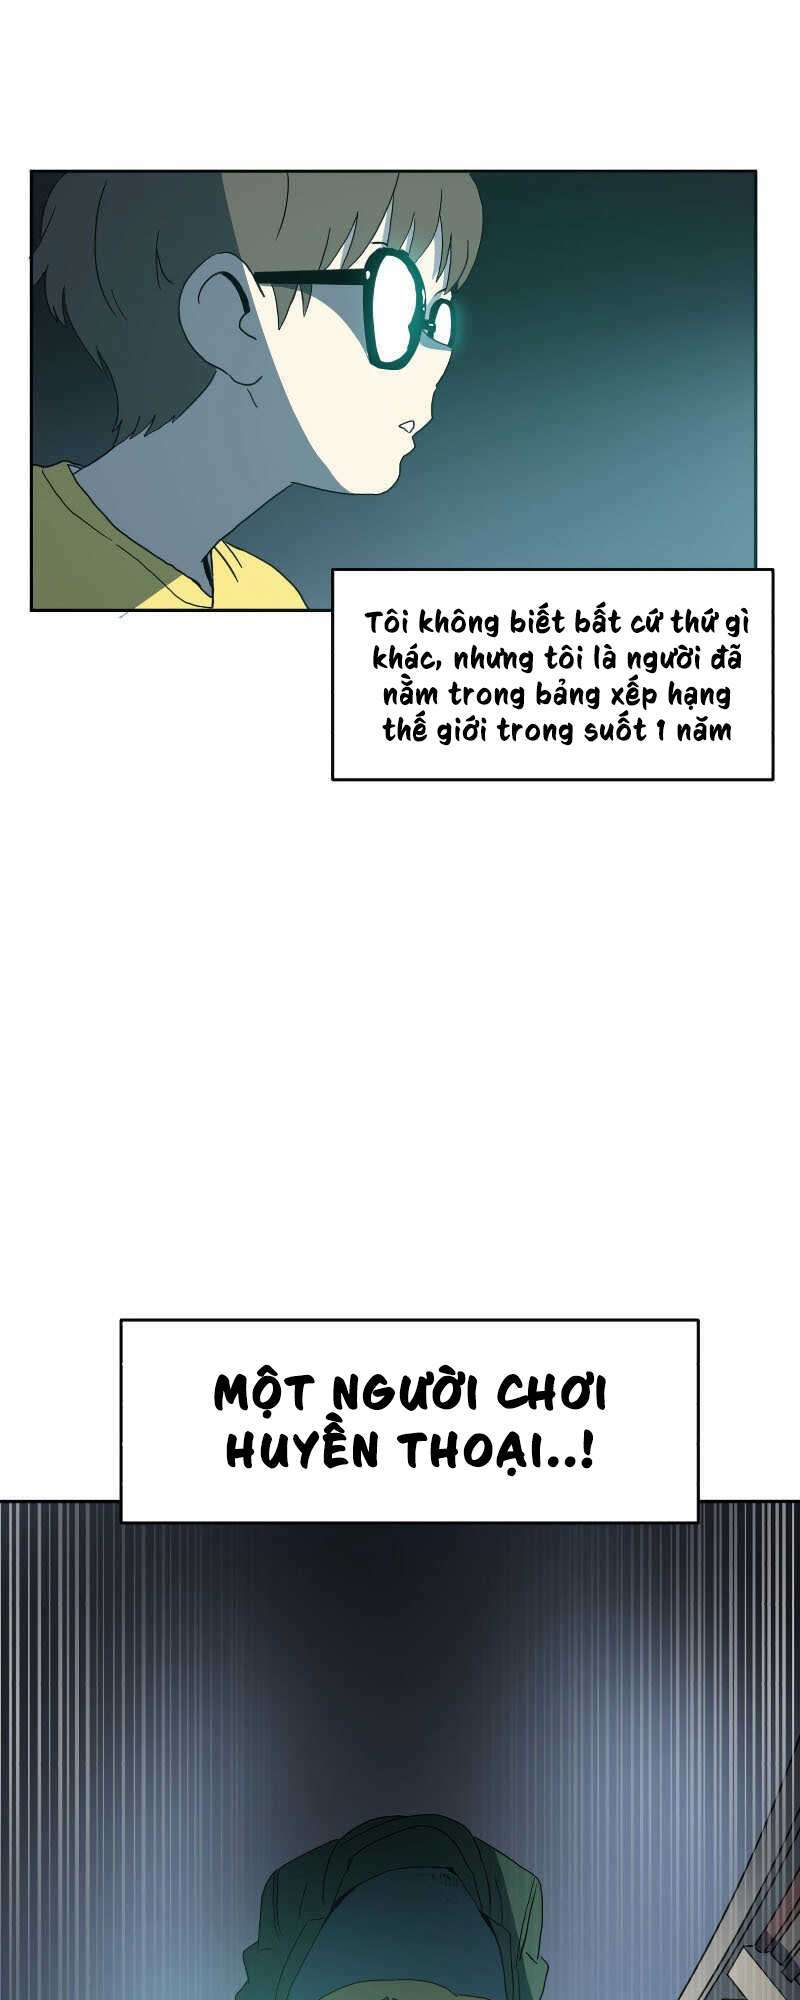 Tôi không biết bất cứ thứ gì
khác, nhưng tôi là người đã
nằm trong bảng xếp hạng
thế giới trong suốt 1 năm
MỘT NGƯỜI CHƠI
HUYỀN THOẠI..!